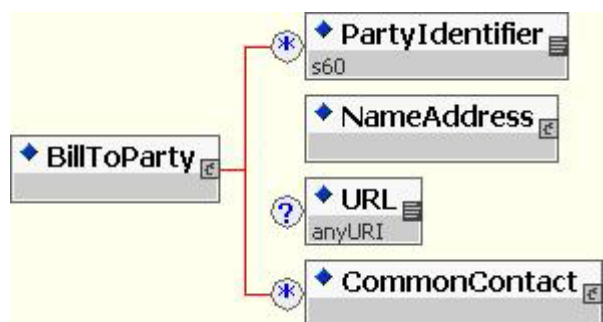 PartyIdentifier
s60
NameAddress
BillToParty
URL
?
anyURI
CommonContact